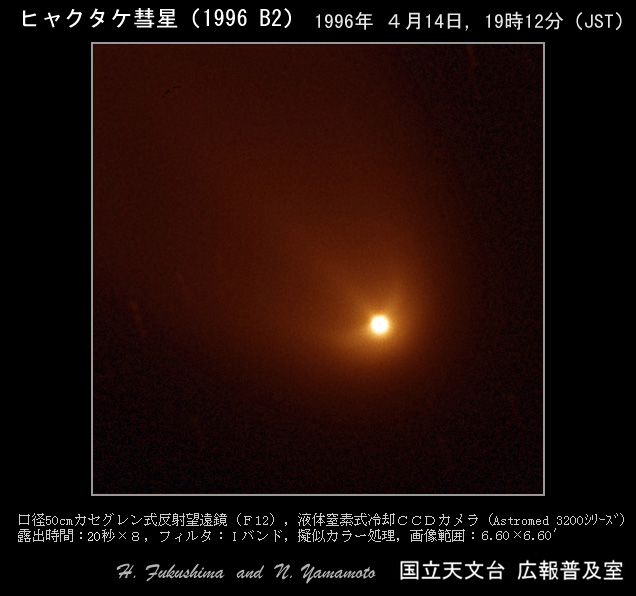 ヒャクタケ彗星 (1996 B2) 1996年 4月14日, 19時12分 (JST)
口径50cmカセグレン式反射望遠鏡 (F12) , 液体窒素式冷却CCDカメラ (Astromed 3200ｼﾘｰｽﾞ)
露出時間：20秒×8, フィルタ：Iバンド, 擬似カラー処理, 画像範囲：6.60×6.60′
H. Fukushima and N. Yamamoto 国立天文台 広報普及室